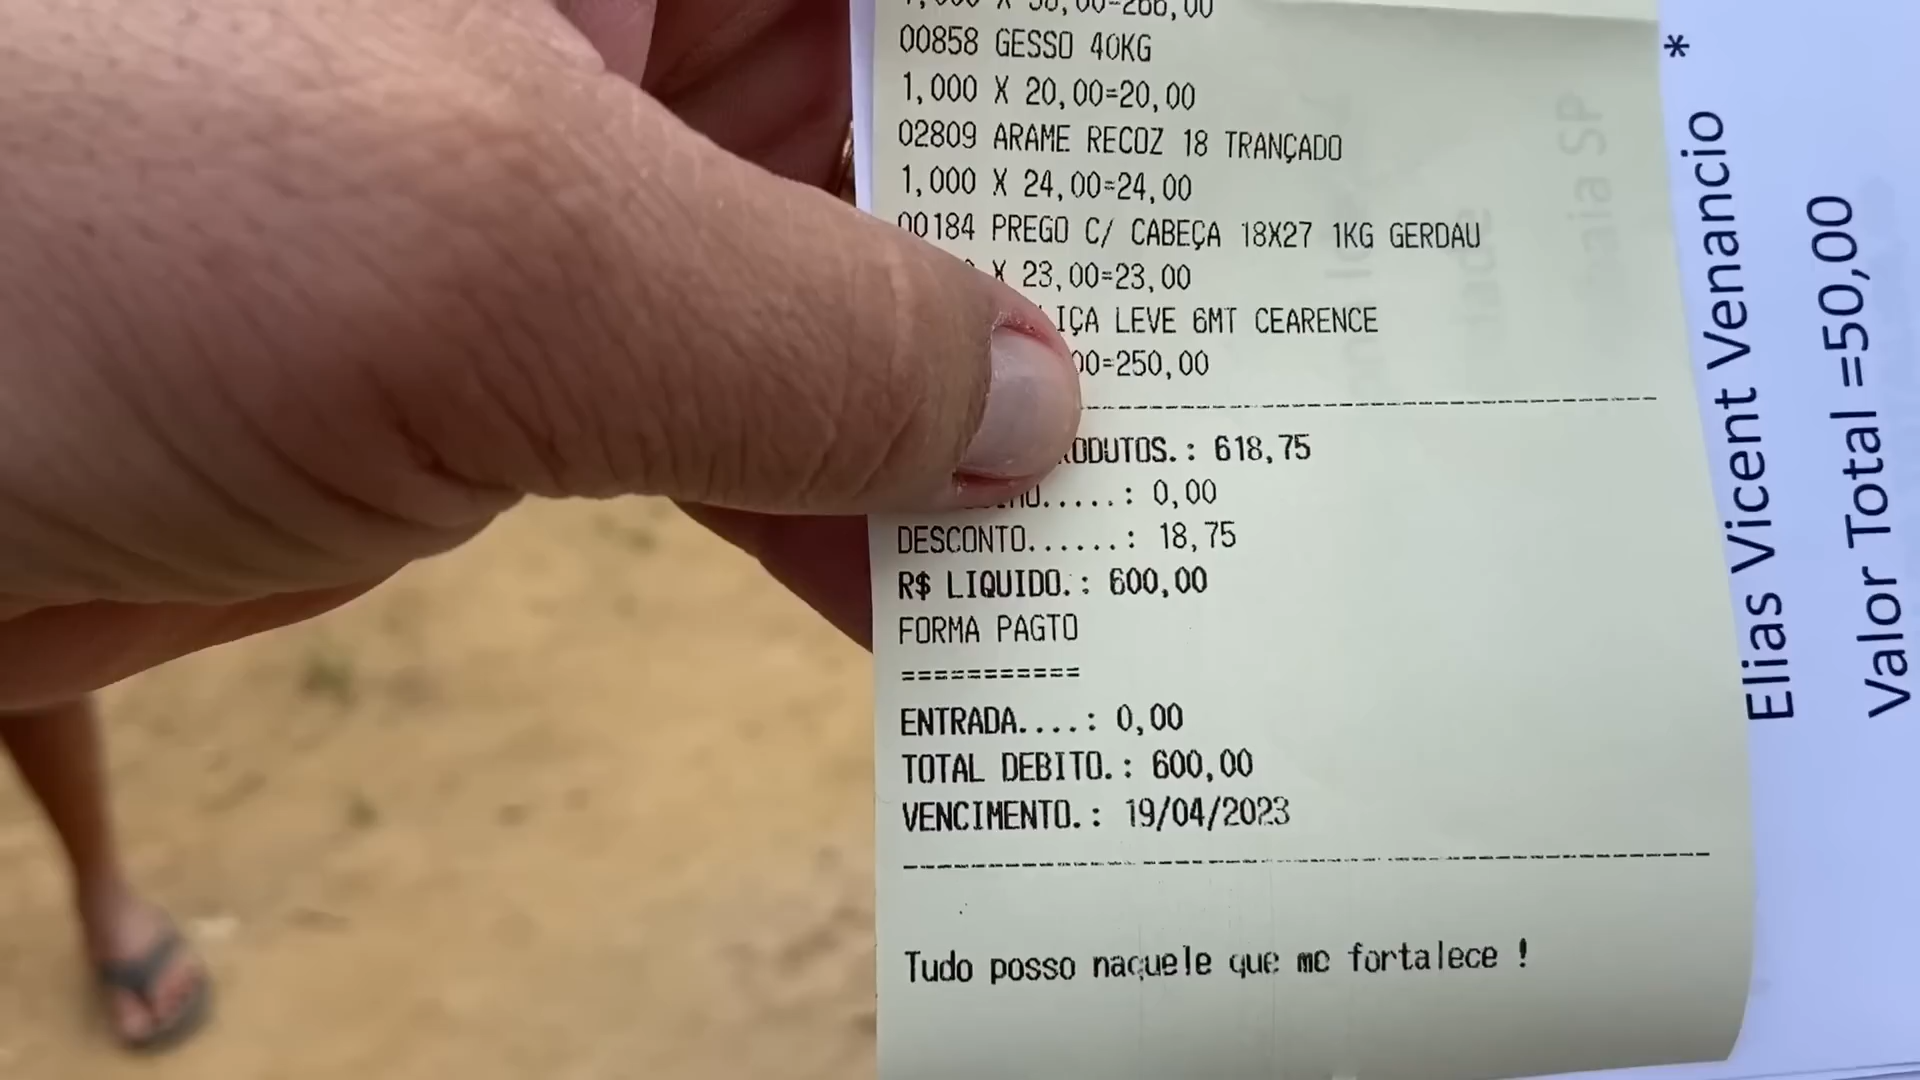 00858 GESSO 40KG
1,000 X 20,00=20,00
02809 ARAME RECOZ 18 TRANÇADO
1,000 X 24,00=24,00
00184 PREGO C/ CABEÇA 18X27 1KG GERDAU
X 23,00=23,00
IÇA LEVE 6MT CEARENCE
00=250,00
ODUTOS.: 618,75
.....: 0,00
DESCONTO......: 18,75
R$ LIQUIDO.: 600,00
FORMA PAGTO
===========
ENTRADA....: 0,00
TOTAL DEBITO.: 600,00
VENCIMENTO.: 19/04/2023
Tudo posso naquele que me fortalece !
Elias Vicent Venancio *
Valor Total =50,00